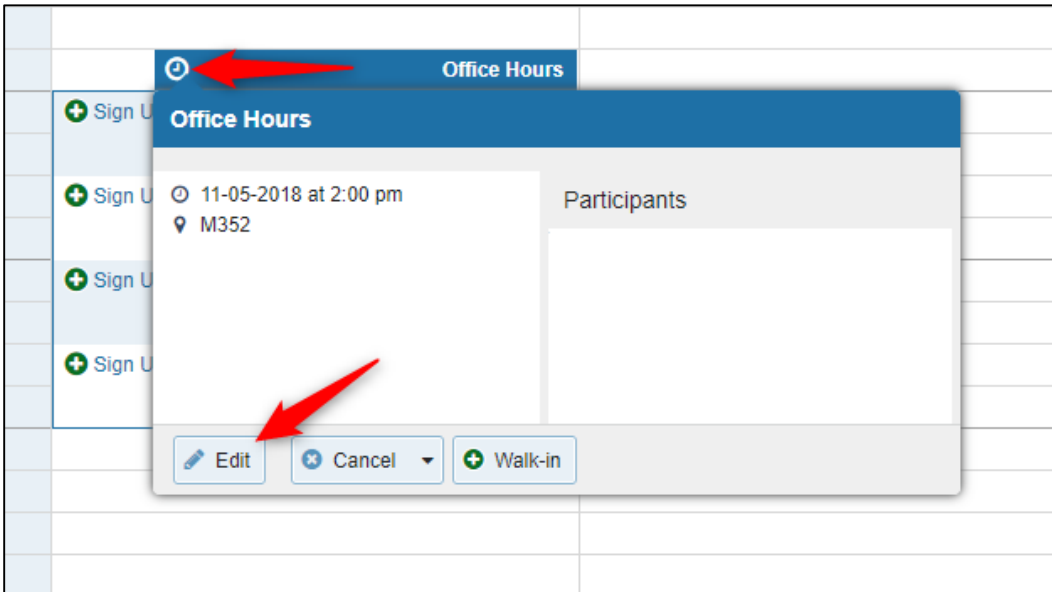 Office Hours
Sign U
Office Hours
Sign U
11-05-2018 at 2:00 pm
Participants
M352
Sign U
Sign U
Edit
Cancel
Walk-in